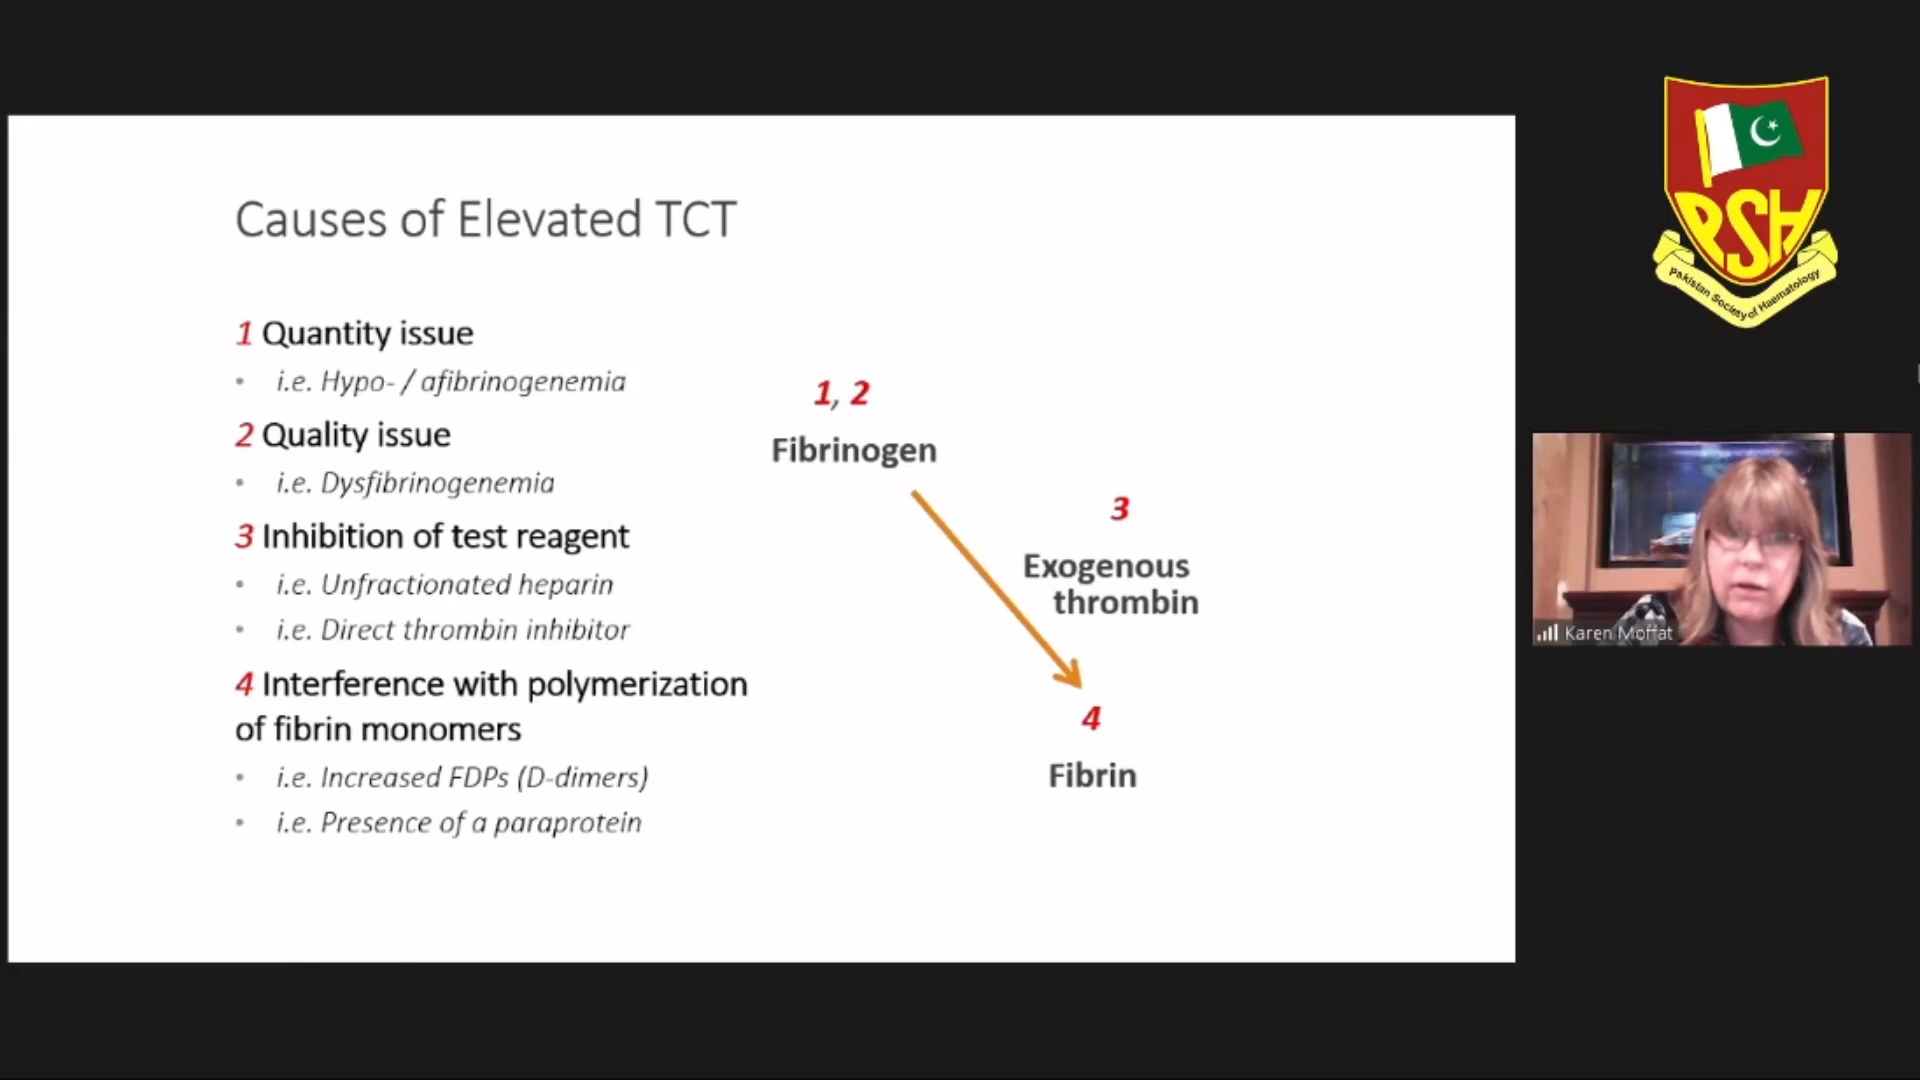 Causes of Elevated TCT
1 Quantity issue
• i.e. Hypo- / afibrinogenemia
2 Quality issue
• i.e. Dysfibrinogenemia
3 Inhibition of test reagent
• i.e. Unfractionated heparin
• i.e. Direct thrombin inhibitor
4 Interference with polymerization
of fibrin monomers
• i.e. Increased FDPs (D-dimers)
• i.e. Presence of a paraprotein
1, 2
Fibrinogen
3
Exogenous
thrombin
4
Fibrin
PSH
Pakistan Society of Haematology
Karen Moffat